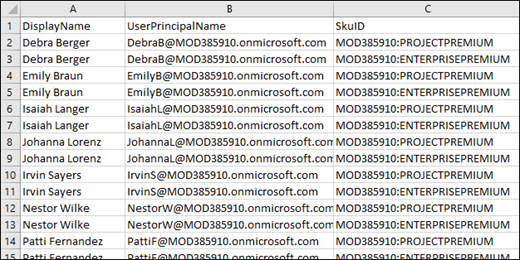 A B C
1 DisplayName UserPrincipalName SkuID
2 Debra Berger DebraB@MOD385910.onmicrosoft.com MOD385910:PROJECTPREMIUM
3 Debra Berger DebraB@MOD385910.onmicrosoft.com MOD385910:ENTERPRISEPREMIUM
4 Emily Braun EmilyB@MOD385910.onmicrosoft.com MOD385910:PROJECTPREMIUM
5 Emily Braun EmilyB@MOD385910.onmicrosoft.com MOD385910:ENTERPRISEPREMIUM
6 Isaiah Langer IsaiahL@MOD385910.onmicrosoft.com MOD385910:PROJECTPREMIUM
7 Isaiah Langer IsaiahL@MOD385910.onmicrosoft.com MOD385910:ENTERPRISEPREMIUM
8 Johanna Lorenz JohannaL@MOD385910.onmicrosoft.com MOD385910:PROJECTPREMIUM
9 Johanna Lorenz JohannaL@MOD385910.onmicrosoft.com MOD385910:ENTERPRISEPREMIUM
10 Irvin Sayers IrvinS@MOD385910.onmicrosoft.com MOD385910:PROJECTPREMIUM
11 Irvin Sayers IrvinS@MOD385910.onmicrosoft.com MOD385910:ENTERPRISEPREMIUM
12 Nestor Wilke NestorW@MOD385910.onmicrosoft.com MOD385910:PROJECTPREMIUM
13 Nestor Wilke NestorW@MOD385910.onmicrosoft.com MOD385910:ENTERPRISEPREMIUM
14 Patti Fernandez PattiF@MOD385910.onmicrosoft.com MOD385910:PROJECTPREMIUM
15 Patti Fernandez PattiF@MOD385910.onmicrosoft.com MOD385910:ENTERPRISEPREMIUM